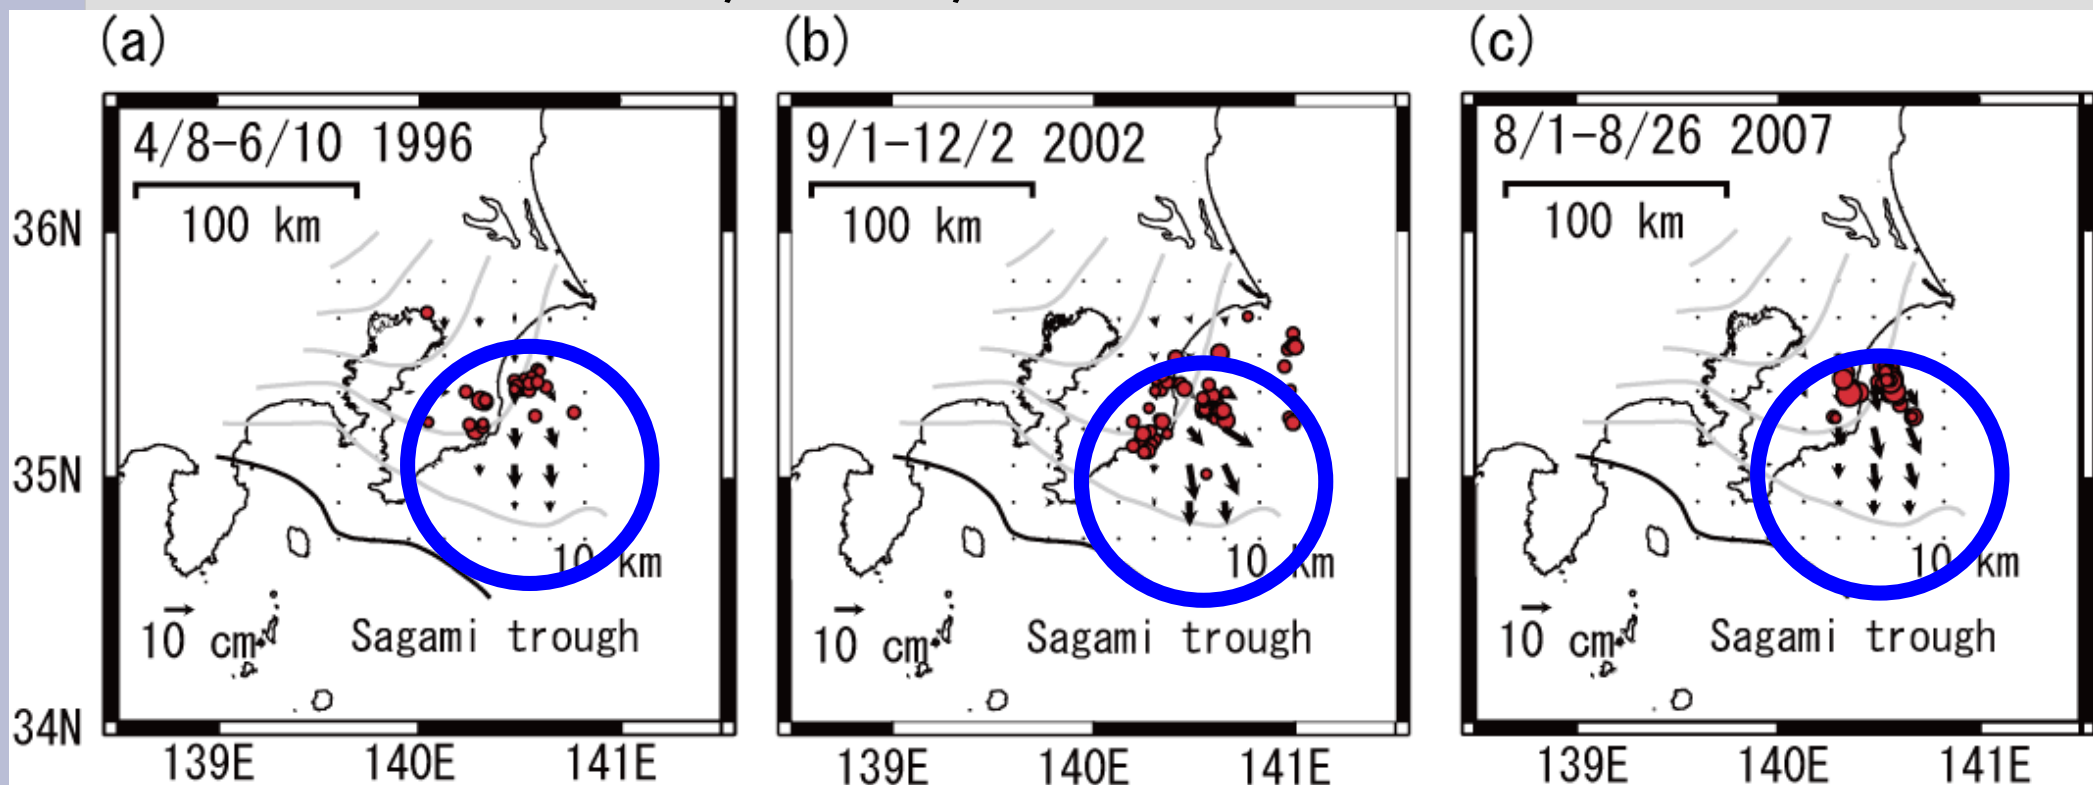 (a)
(b)
(c)
4/8-6/10 1996
9/1-12/2 2002
8/1-8/26 2007
100 km
100 km
100 km
36N
35N
34N
10 km
10 km
10 km
10 cm
10 cm
10 cm
Sagami trough
Sagami trough
Sagami trough
139E 140E 141E
139E 140E 141E
139E 140E 141E